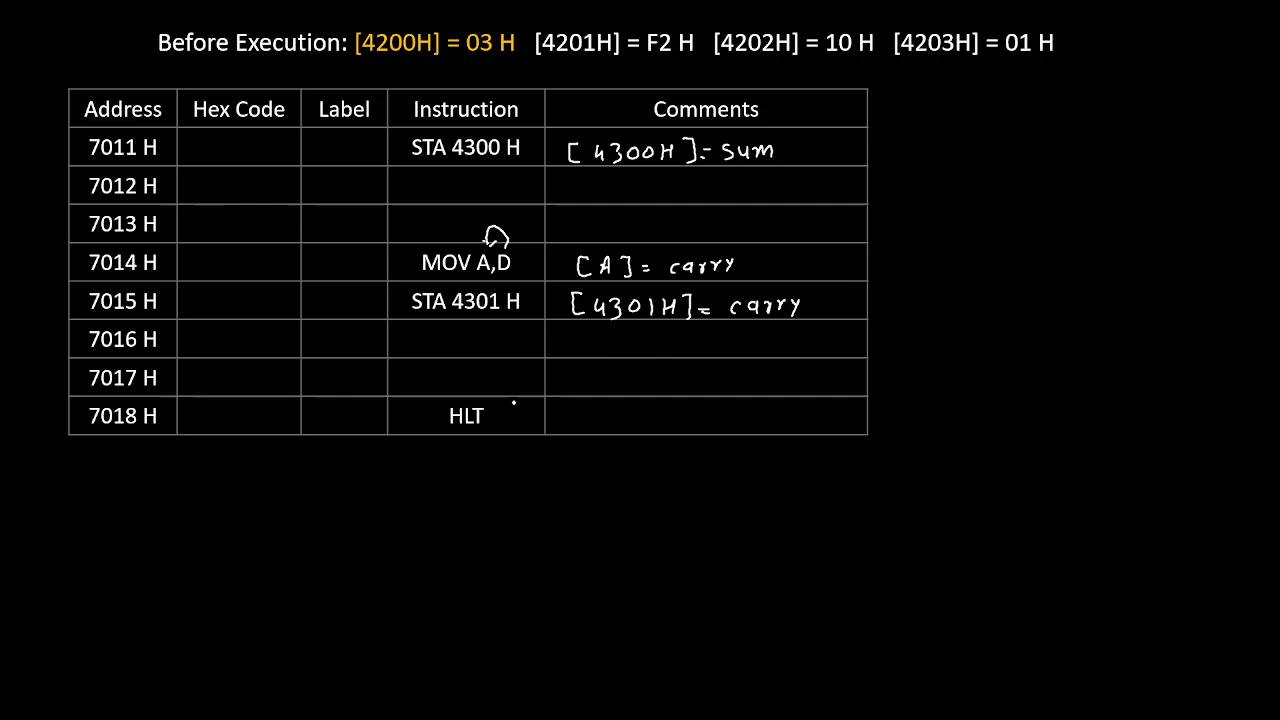 Before Execution: [4200H] = 03 H [4201H] = F2 H [4202H] = 10 H [4203H] = 01 H
Address Hex Code Label Instruction Comments
7011 H STA 4300 H [4300H] = sum
7012 H
7013 H
7014 H MOV A,D [A] = carry
7015 H STA 4301 H [4301H] = carry
7016 H
7017 H
7018 H HLT